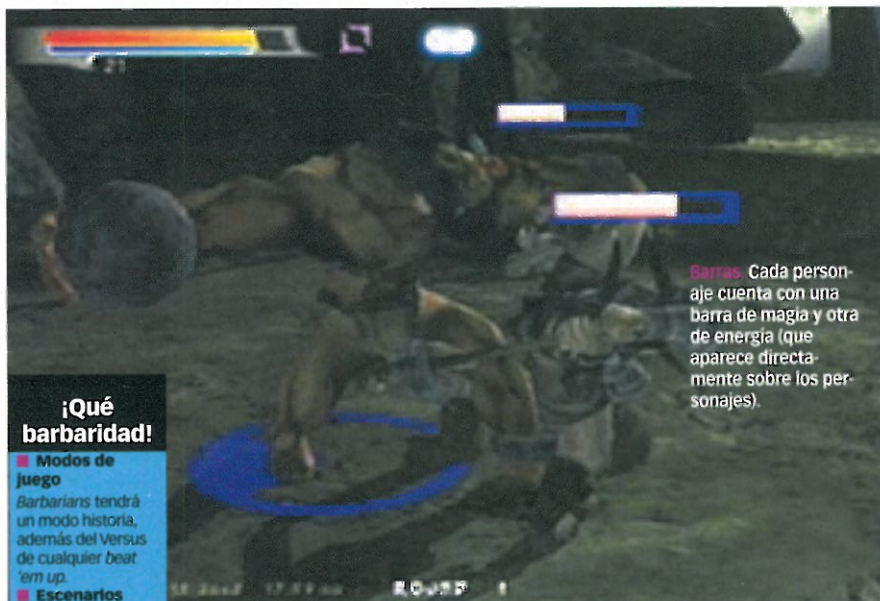 21
Barras. Cada person-
aje cuenta con una
barra de magia y otra
de energía (que
aparece directa-
mente sobre los per-
sonajes).
¡Qué
barbaridad!
Modos de
juego
Barbarians tendrá
un modo historia,
además del Versus
de cualquier beat
'em up.
Escenarios